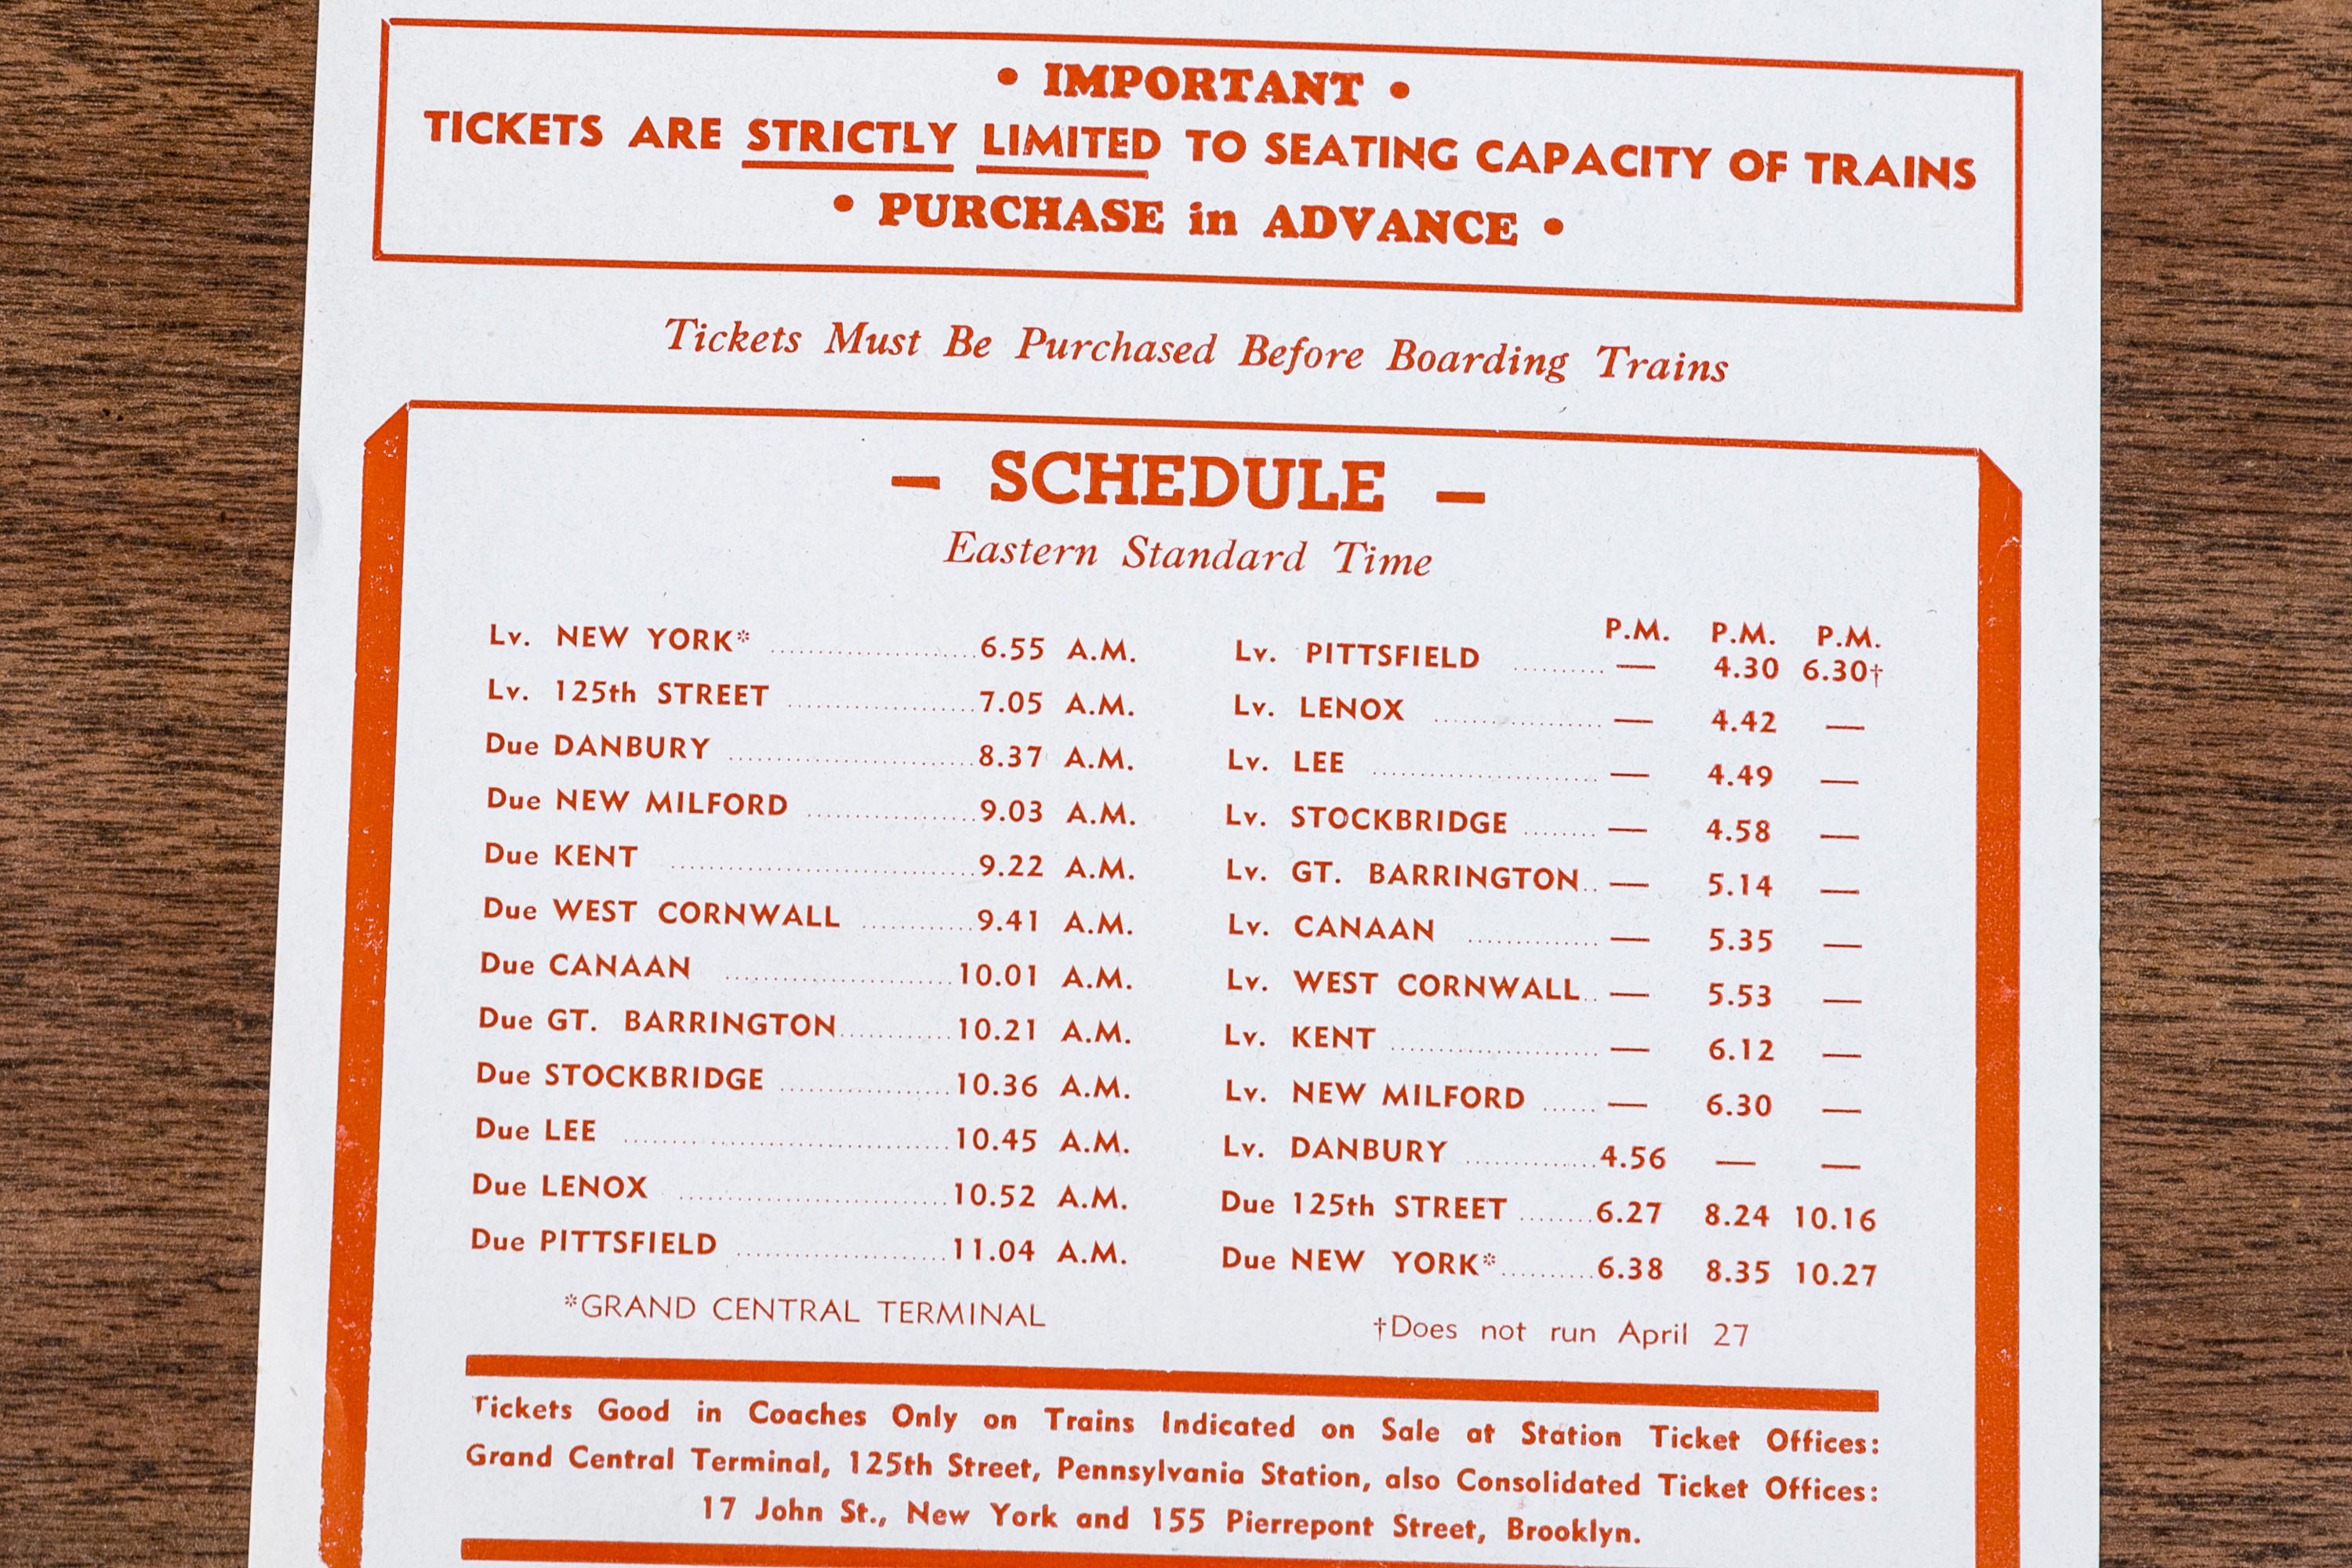 • IMPORTANT •
TICKETS ARE STRICTLY LIMITED TO SEATING CAPACITY OF TRAINS
• PURCHASE in ADVANCE •
Tickets Must Be Purchased Before Boarding Trains
— SCHEDULE —
Eastern Standard Time
Lv. NEW YORK* 6.55 A.M.
Lv. 125th STREET 7.05 A.M.
Due DANBURY 8.37 A.M.
Due NEW MILFORD 9.03 A.M.
Due KENT 9.22 A.M.
Due WEST CORNWALL 9.41 A.M.
Due CANAAN 10.01 A.M.
Due GT. BARRINGTON 10.21 A.M.
Due STOCKBRIDGE 10.36 A.M.
Due LEE 10.45 A.M.
Due LENOX 10.52 A.M.
Due PITTSFIELD 11.04 A.M.
*GRAND CENTRAL TERMINAL
P.M. P.M. P.M.
Lv. PITTSFIELD — 4.30 6.30†
Lv. LENOX — 4.42 —
Lv. LEE — 4.49 —
Lv. STOCKBRIDGE — 4.58 —
Lv. GT. BARRINGTON — 5.14 —
Lv. CANAAN — 5.35 —
Lv. WEST CORNWALL — 5.53 —
Lv. KENT — 6.12 —
Lv. NEW MILFORD — 6.30 —
Lv. DANBURY 4.56 — —
Due 125th STREET 6.27 8.24 10.16
Due NEW YORK* 6.38 8.35 10.27
†Does not run April 27
Tickets Good in Coaches Only on Trains Indicated on Sale at Station Ticket Offices:
Grand Central Terminal, 125th Street, Pennsylvania Station, also Consolidated Ticket Offices:
17 John St., New York and 155 Pierrepont Street, Brooklyn.